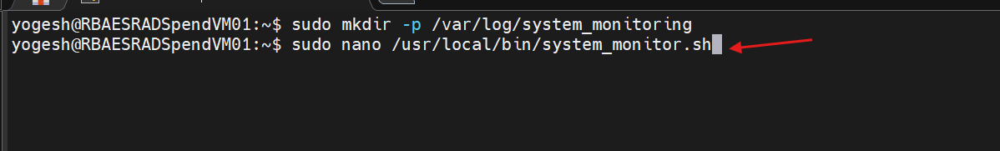 yogesh@RBAESRADSpendVM01:~$ sudo mkdir -p /var/log/system_monitoring
yogesh@RBAESRADSpendVM01:~$ sudo nano /usr/local/bin/system_monitor.sh